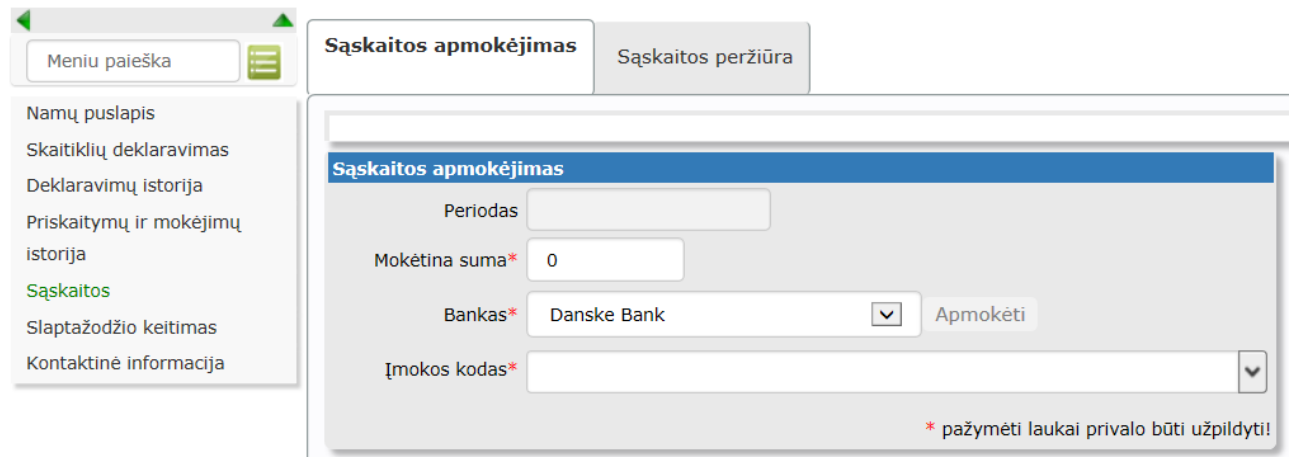 Meniu paieška
Namų puslapis
Skaitiklių deklaravimas
Deklaravimų istorija
Priskaitymų ir mokėjimų
istorija
Sąskaitos
Slaptažodžio keitimas
Kontaktinė informacija
Sąskaitos apmokėjimas
Sąskaitos peržiūra
Sąskaitos apmokėjimas
Periodas
Mokėtina suma* 0
Bankas* Danske Bank Apmokėti
Įmokos kodas*
* pažymėti laukai privalo būti užpildyti!